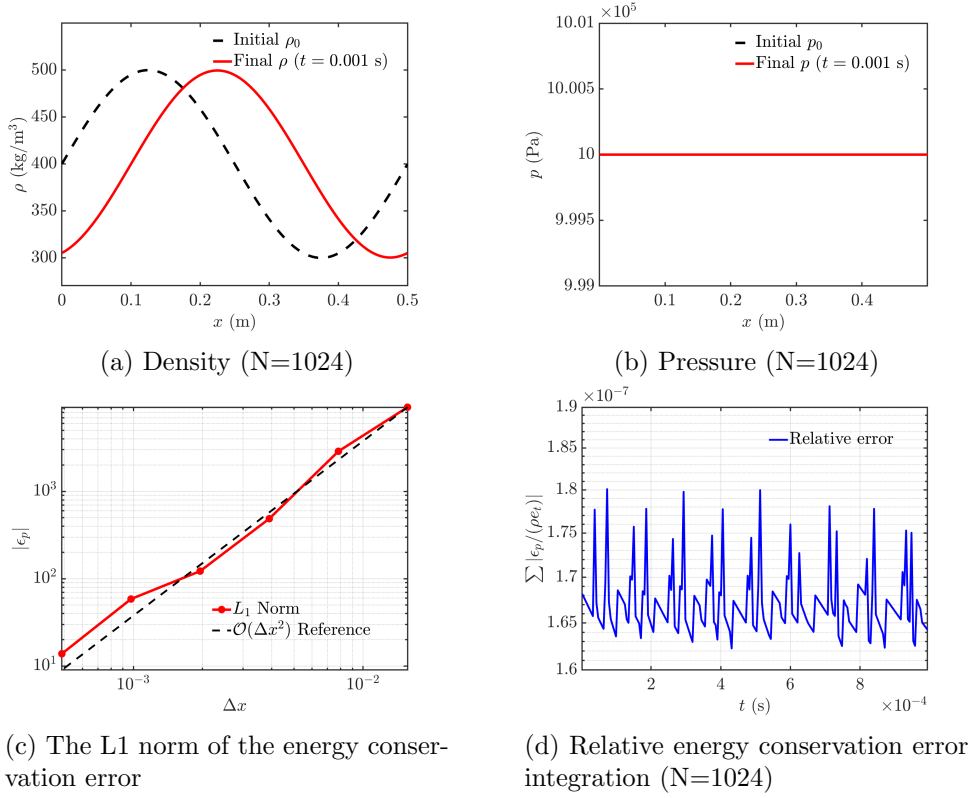 Initial ρ₀
Final ρ (t = 0.001 s)
500
450
400
350
300
ρ (kg/m³)
0
0.1
0.2
0.3
0.4
0.5
x (m)
(a) Density (N=1024)
×10⁵
10.01
10.005
10
9.995
9.99
p (Pa)
Initial p₀
Final p (t = 0.001 s)
0.1
0.2
0.3
0.4
x (m)
(b) Pressure (N=1024)
10³
10²
10¹
|ϵₚ|
L₁ Norm
O(Δx²) Reference
10⁻³
10⁻²
Δx
(c) The L1 norm of the energy conser-
vation error
×10⁻⁷
1.9
1.85
1.8
1.75
1.7
1.65
1.6
∑ |ϵₚ/(ρeₜ)|
Relative error
2
4
6
8
t (s)
×10⁻⁴
(d) Relative energy conservation error
integration (N=1024)